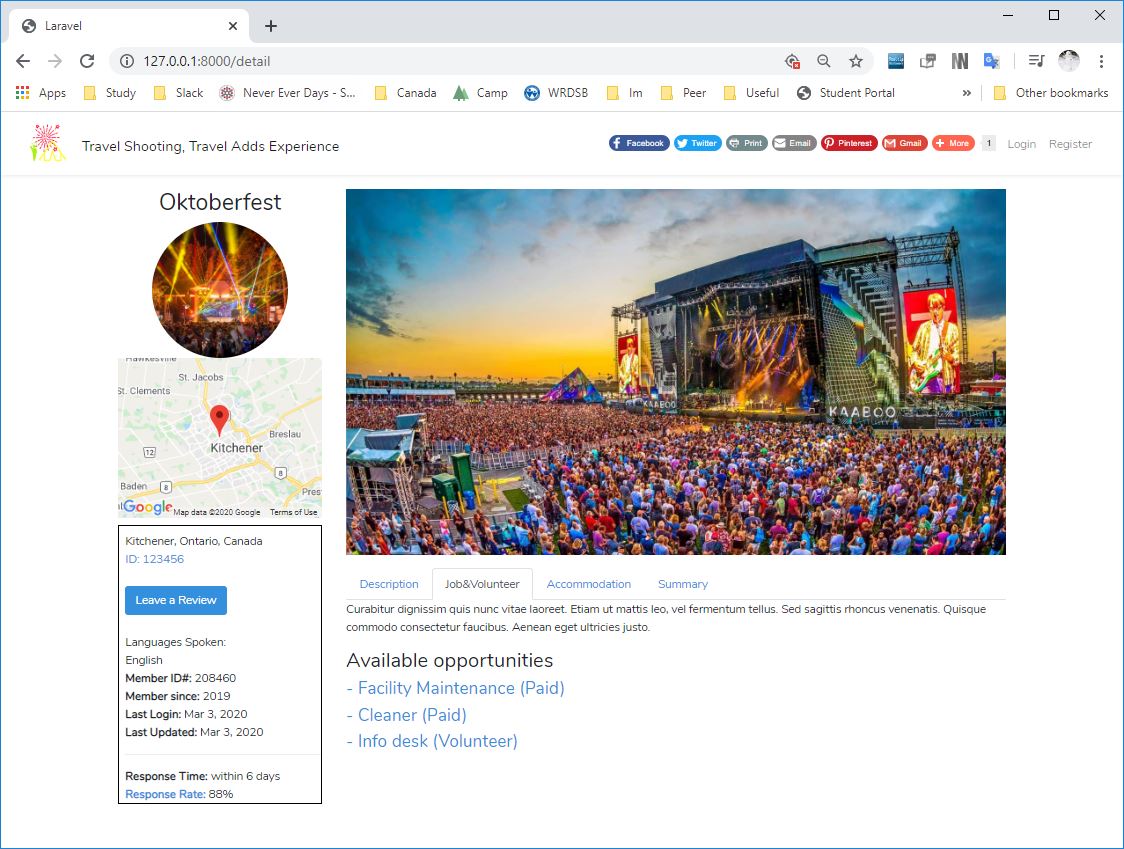 Laravel
127.0.0.1:8000/detail
Apps Study Slack Never Ever Days - S... Canada Camp WRDSB Im Peer Useful Student Portal » Other bookmarks
Travel Shooting, Travel Adds Experience
Facebook Twitter Print Email Pinterest Gmail More 1 Login Register
Oktoberfest
Hawkesville
St. Jacobs
St. Clements
Breslau
Kitchener
12
8
Baden
8
Pres
Google Map data ©2020 Google Terms of Use
Kitchener, Ontario, Canada
ID: 123456
Leave a Review
Languages Spoken:
English
Member ID#: 208460
Member since: 2019
Last Login: Mar 3, 2020
Last Updated: Mar 3, 2020
Response Time: within 6 days
Response Rate: 88%
KAABOO
KAABOO
Description Job&Volunteer Accommodation Summary
Curabitur dignissim quis nunc vitae laoreet. Etiam ut mattis leo, vel fermentum tellus. Sed sagittis rhoncus venenatis. Quisque
commodo consectetur faucibus. Aenean eget ultricies justo.
Available opportunities
- Facility Maintenance (Paid)
- Cleaner (Paid)
- Info desk (Volunteer)